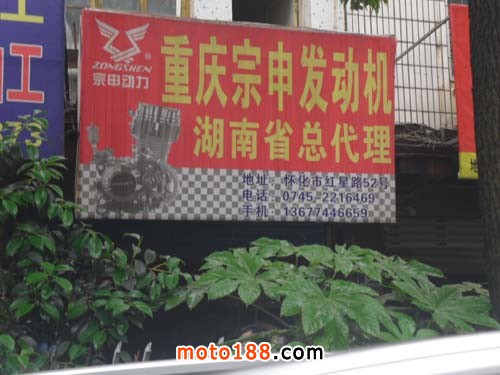 ZONGSHEN
宗申动力
重庆宗申发动机
湖南省总代理
地址：怀化市红星路52号
电话：0745-2216469
手机：13677446659
工
moto188.com